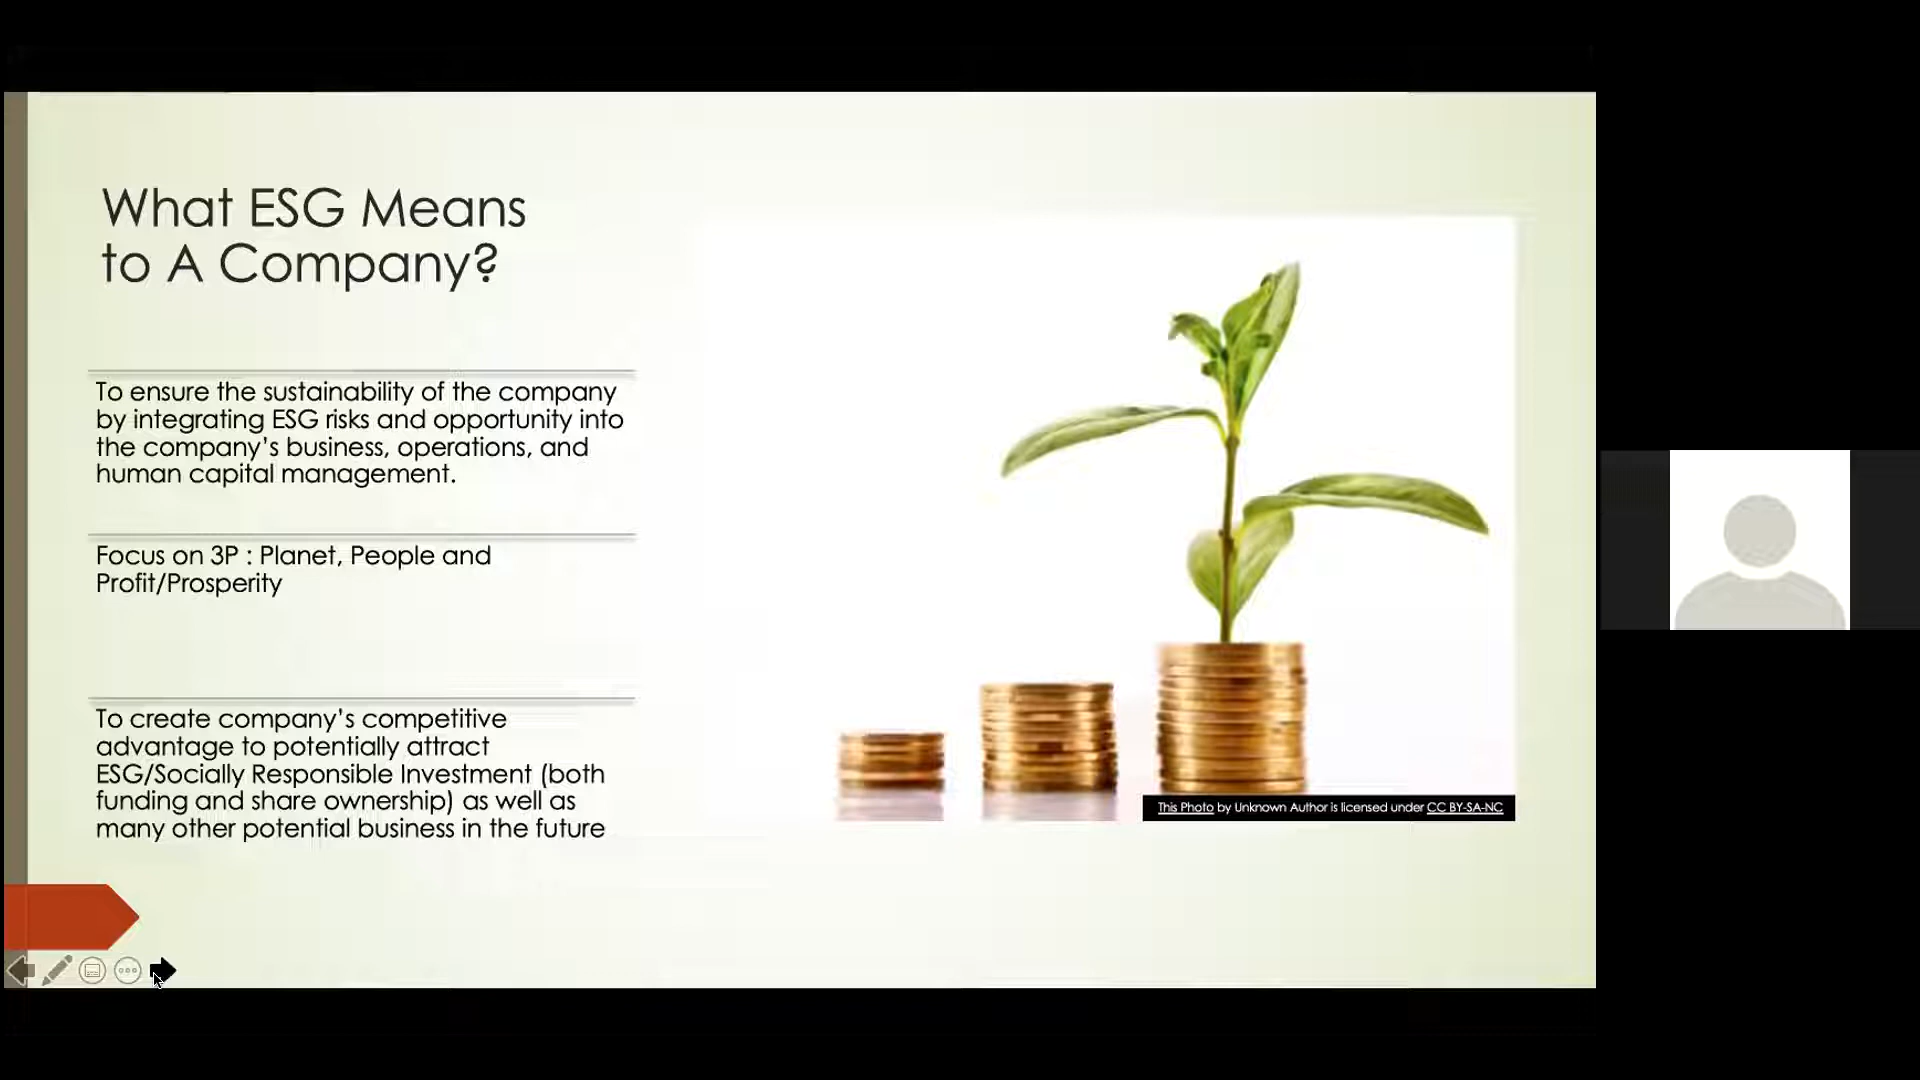 What ESG Means
to A Company?
To ensure the sustainability of the company
by integrating ESG risks and opportunity into
the company's business, operations, and
human capital management.
Focus on 3P : Planet, People and
Profit/Prosperity
To create company's competitive
advantage to potentially attract
ESG/Socially Responsible Investment (both
funding and share ownership) as well as
many other potential business in the future
This Photo by Unknown Author is licensed under CC BY-SA-NC